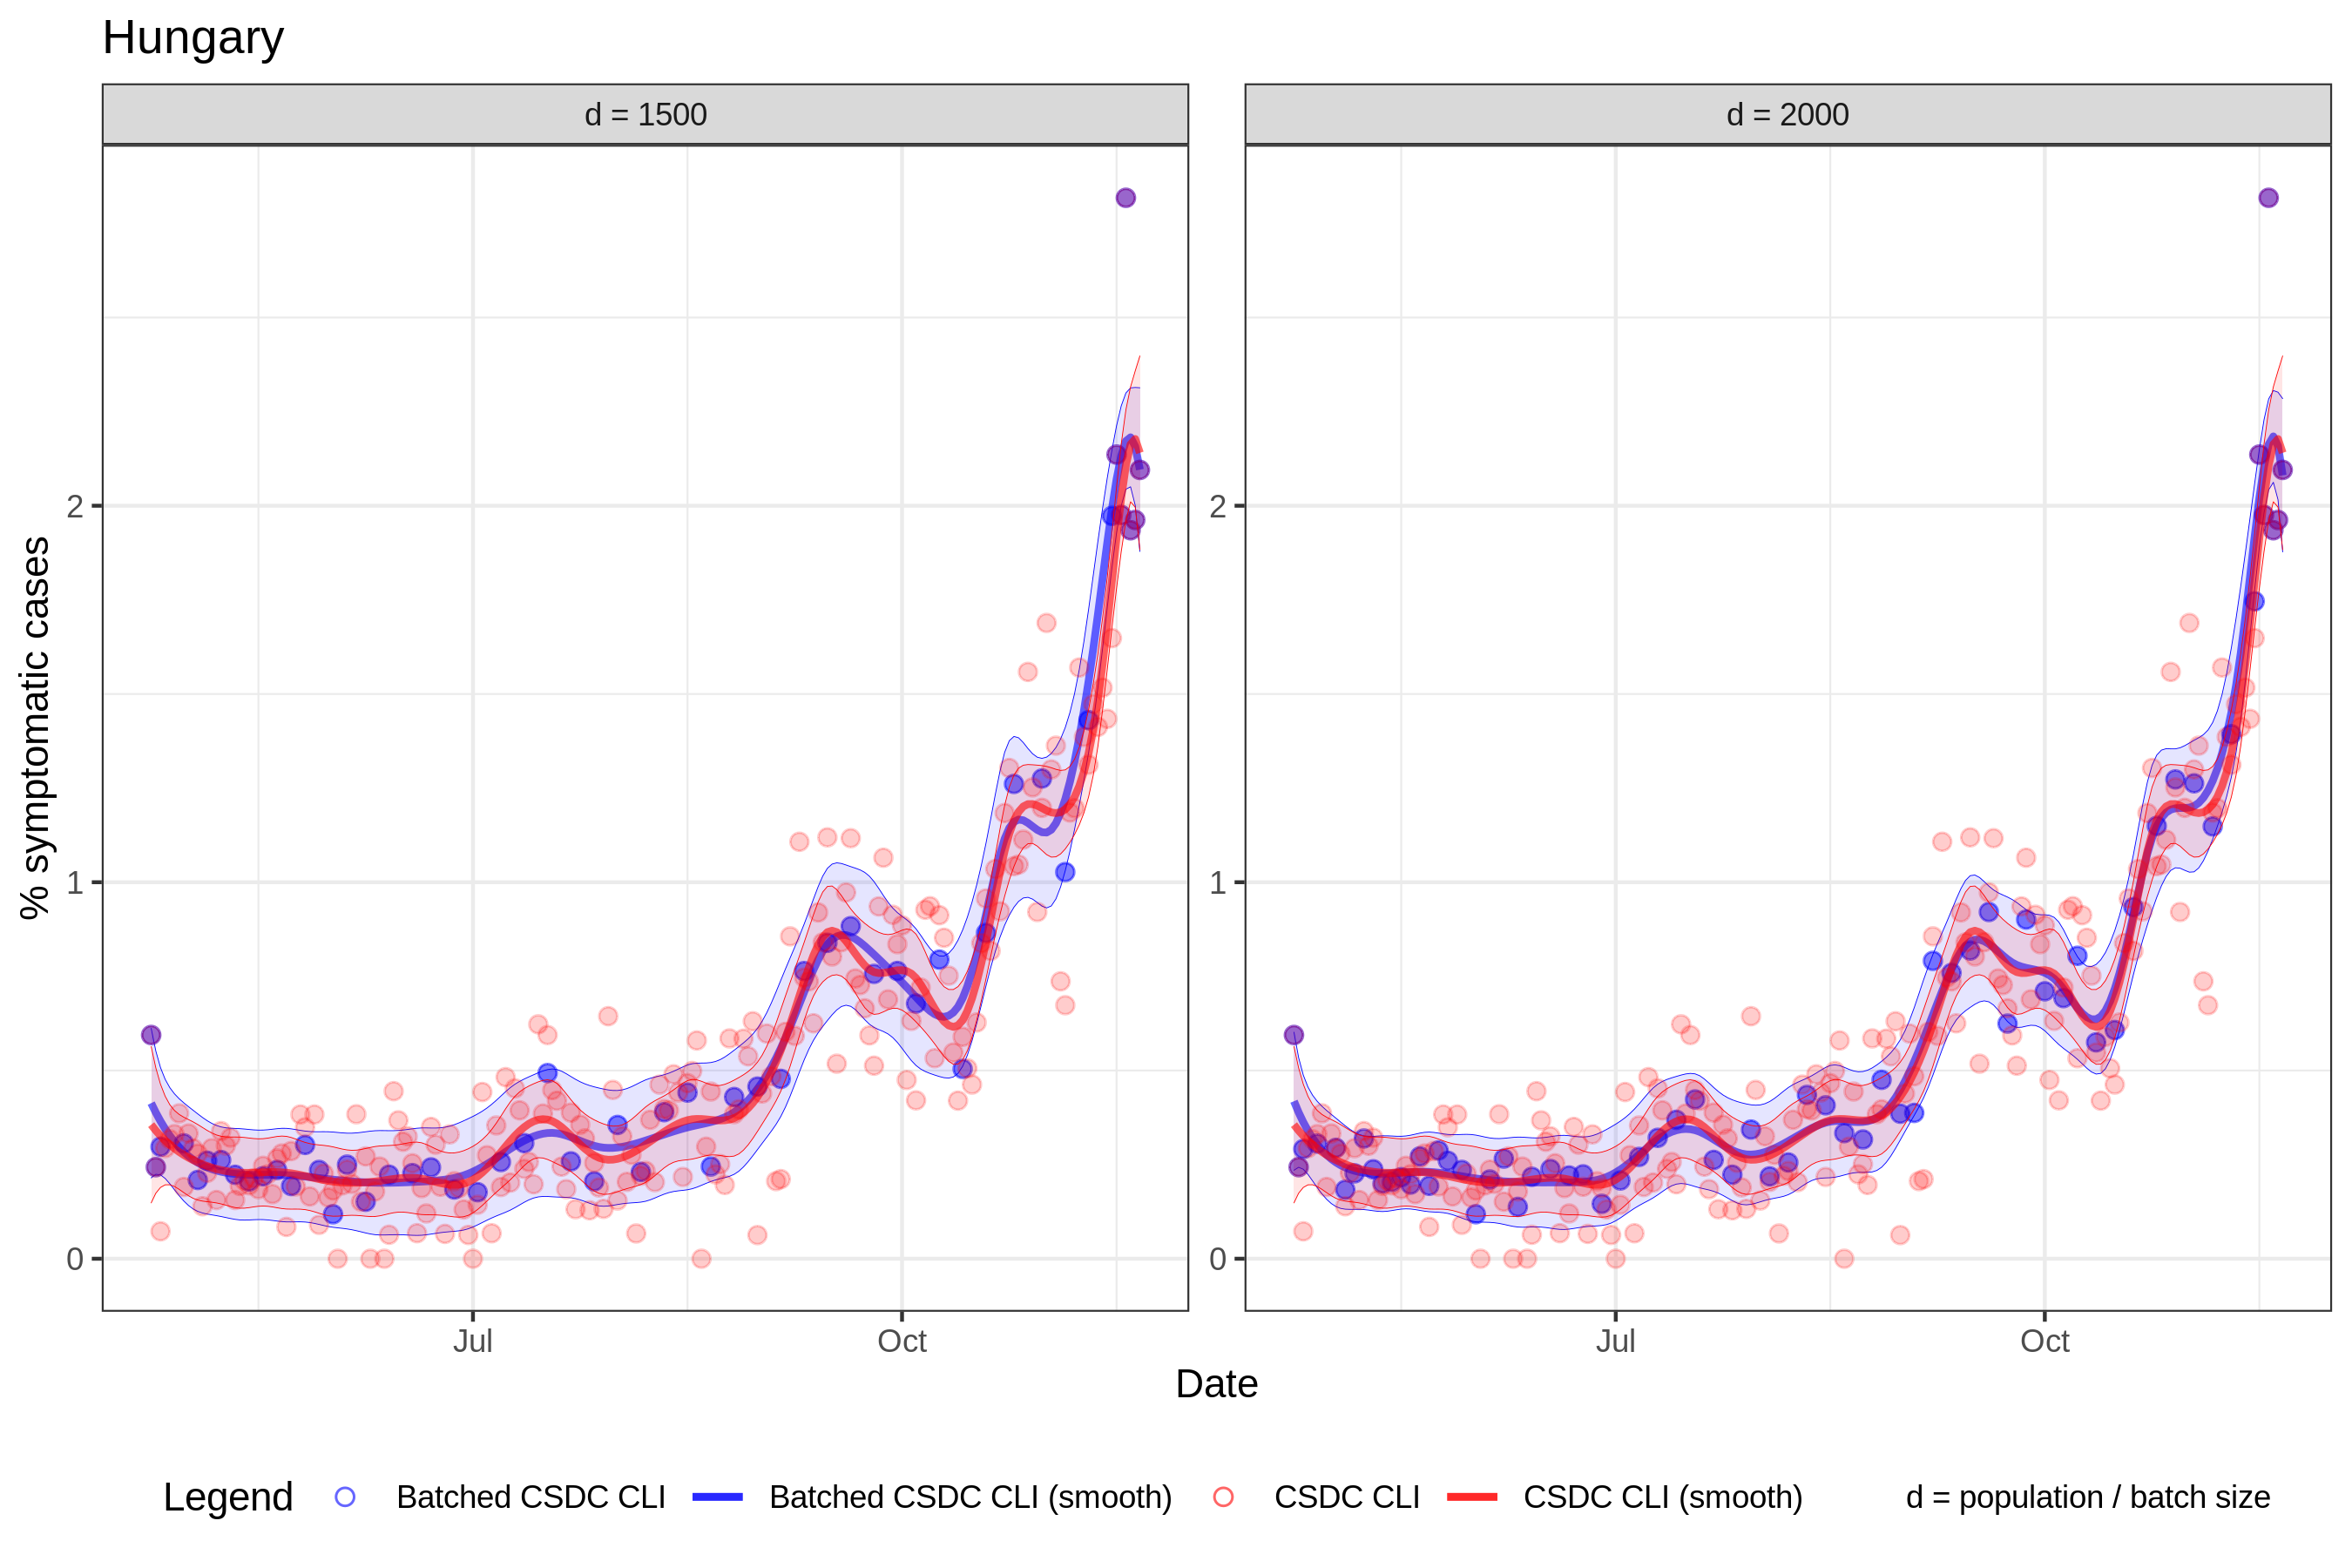 Hungary
d = 1500
d = 2000
% symptomatic cases
2
1
0
2
1
0
Jul
Oct
Jul
Oct
Date
Legend
Batched CSDC CLI
Batched CSDC CLI (smooth)
CSDC CLI
CSDC CLI (smooth)
d = population / batch size